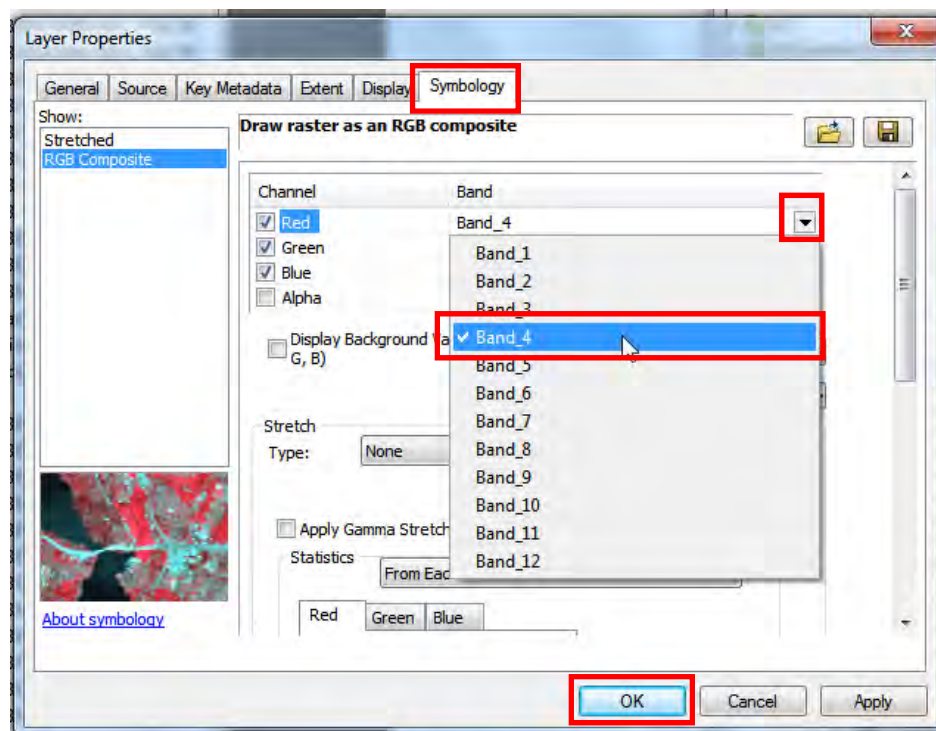 Layer Properties
General Source Key Metadata Extent Display Symbology
Show:
Stretched
RGB Composite
Draw raster as an RGB composite
Channel Band
Red Band_4
Green
Blue
Alpha
Band_1
Band_2
Band_3
Band_4
Band_5
Band_6
Band_7
Band_8
Band_9
Band_10
Band_11
Band_12
Display Background
G, B)
Stretch
Type: None
Apply Gamma Stretch
Statistics
From Eac
Red Green Blue
About symbology
OK Cancel Apply